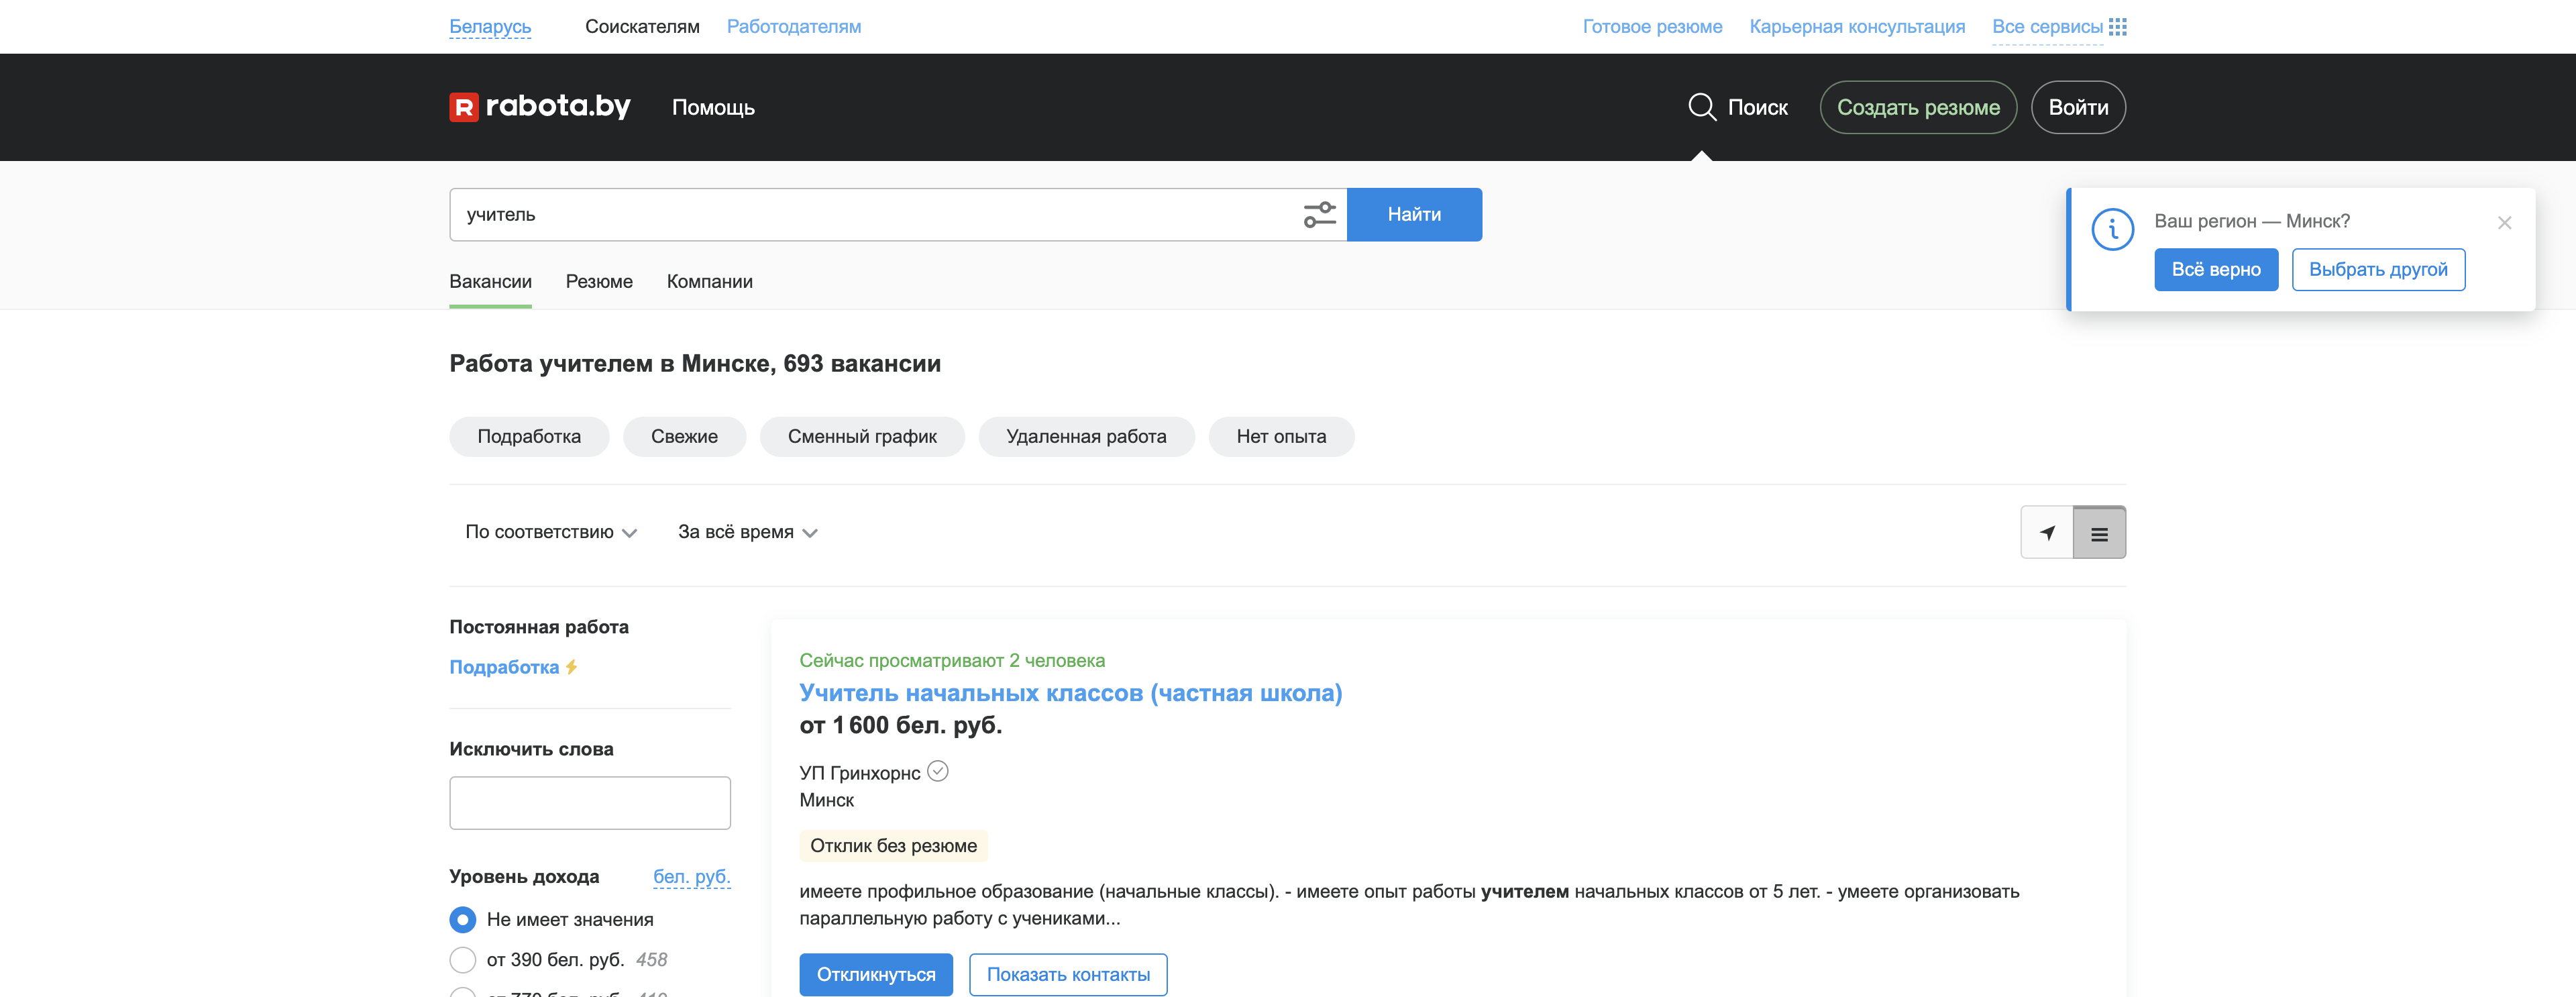 Беларусь Соискателям Работодателям Готовое резюме Карьерная консультация Все сервисы
rabota.by Помощь Поиск Создать резюме Войти
учитель Найти
Ваш регион — Минск?
Всё верно Выбрать другой
Вакансии Резюме Компании
Работа учителем в Минске, 693 вакансии
Подработка Свежие Сменный график Удаленная работа Нет опыта
По соответствию За всё время
Постоянная работа
Подработка
Исключить слова
Уровень дохода бел. руб.
Не имеет значения
от 390 бел. руб. 458
Сейчас просматривают 2 человека
Учитель начальных классов (частная школа)
от 1 600 бел. руб.
УП Гринхорнс
Минск
Отклик без резюме
имеете профильное образование (начальные классы). - имеете опыт работы учителем начальных классов от 5 лет. - умеете организовать
параллельную работу с учениками...
Откликнуться Показать контакты